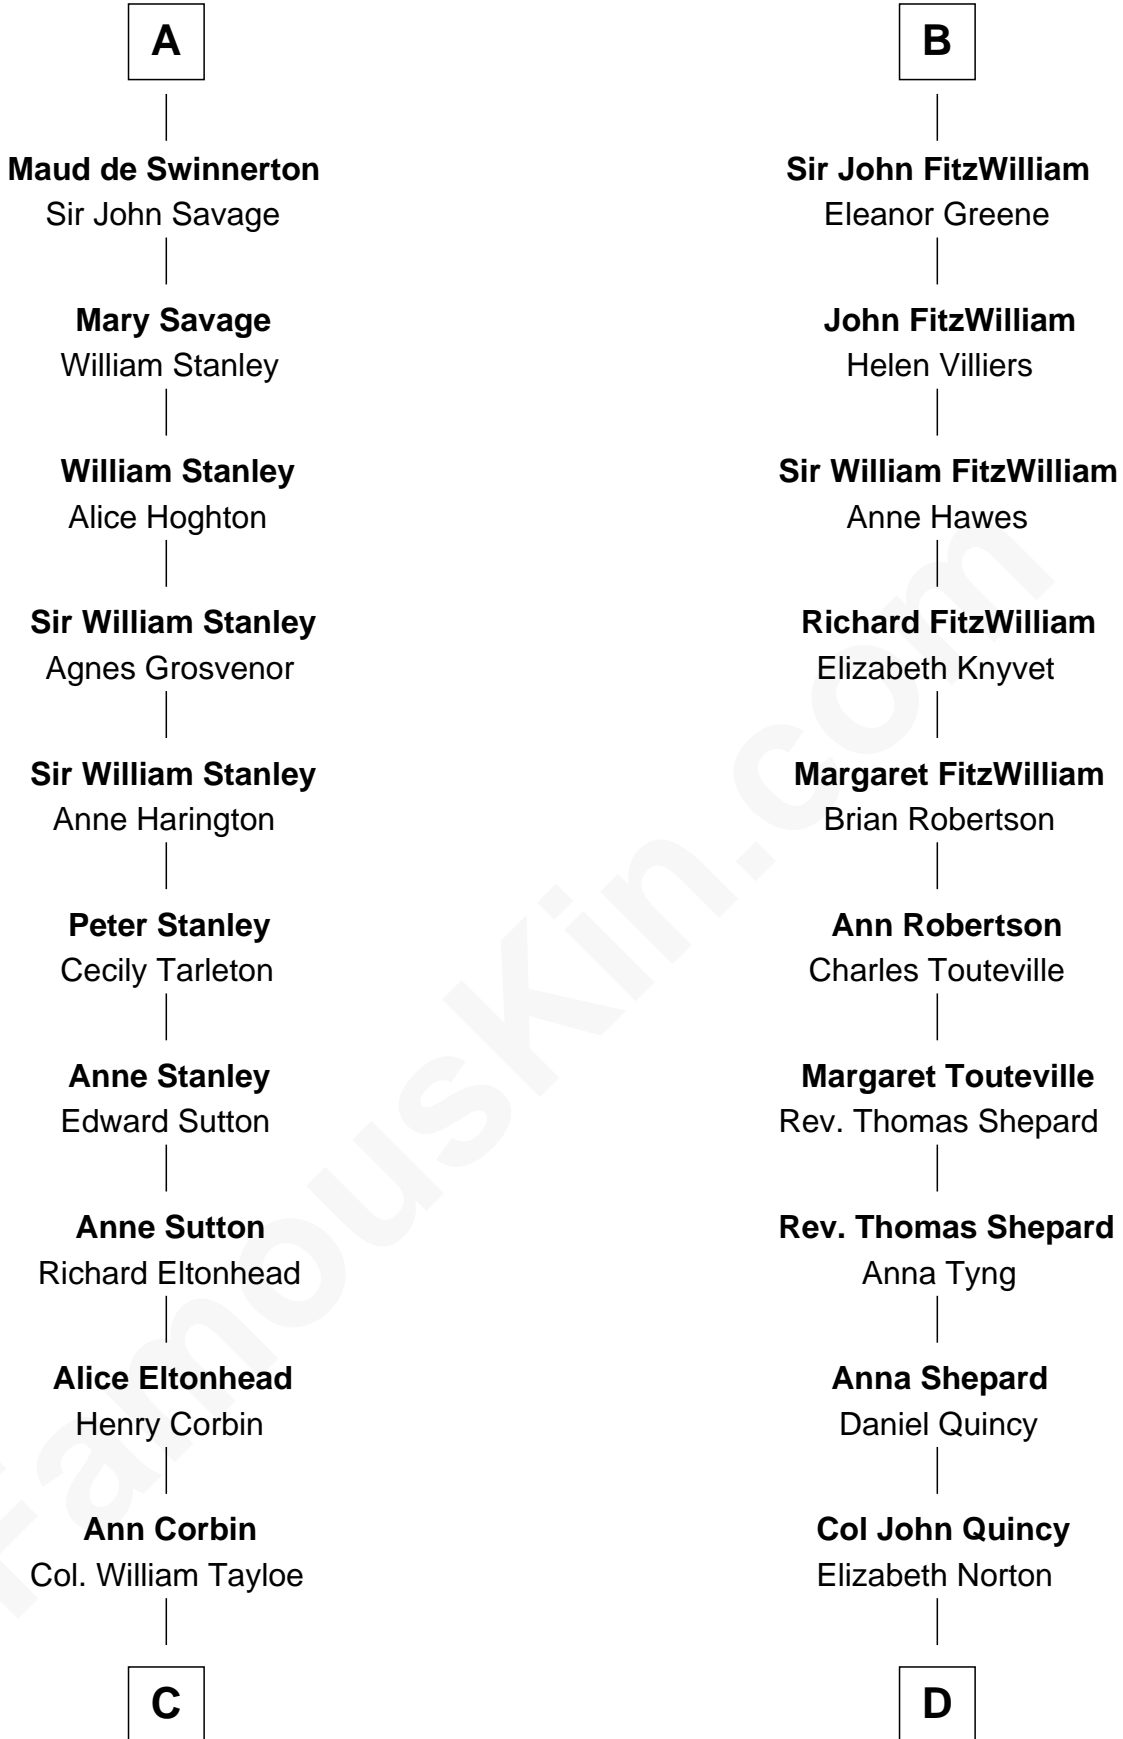 A
Maud de Swinnerton
Sir John Savage
Mary Savage
William Stanley
William Stanley
Alice Hoghton
Sir William Stanley
Agnes Grosvenor
Sir William Stanley
Anne Harington
Peter Stanley
Cecily Tarleton
Anne Stanley
Edward Sutton
Anne Sutton
Richard Eltonhead
Alice Eltonhead
Henry Corbin
Ann Corbin
Col. William Tayloe
C
B
Sir John FitzWilliam
Eleanor Greene
John FitzWilliam
Helen Villiers
Sir William FitzWilliam
Anne Hawes
Richard FitzWilliam
Elizabeth Knyvet
Margaret FitzWilliam
Brian Robertson
Ann Robertson
Charles Touteville
Margaret Touteville
Rev. Thomas Shepard
Rev. Thomas Shepard
Anna Tyng
Anna Shepard
Daniel Quincy
Col John Quincy
Elizabeth Norton
D
FamousKin.com